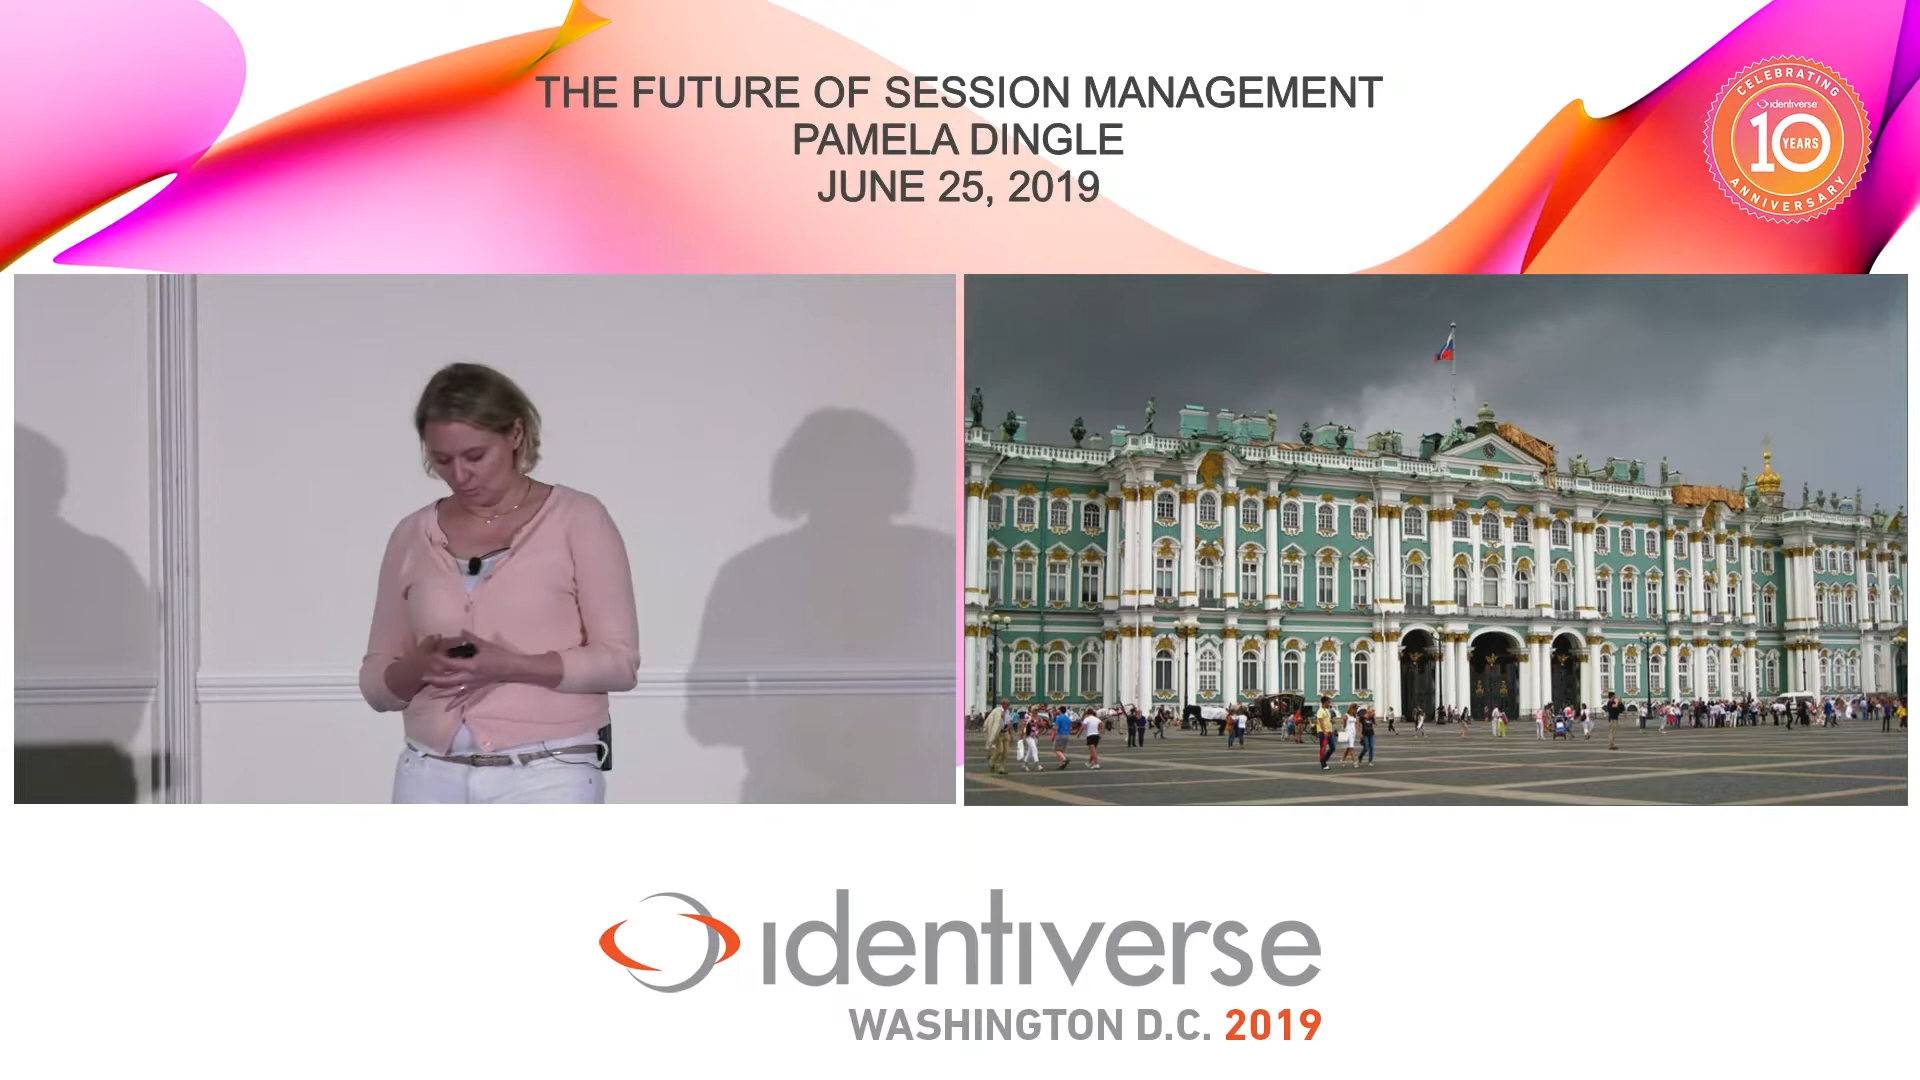 THE FUTURE OF SESSION MANAGEMENT
PAMELA DINGLE
JUNE 25, 2019
CELEBRATING
identiverse
10
YEARS
ANNIVERSARY
identiverse
WASHINGTON D.C. 2019